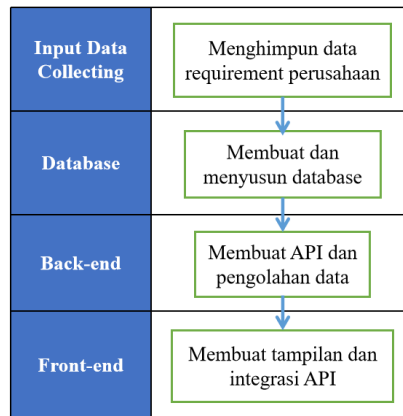 Input Data
Collecting
Menghimpun data
requirement perusahaan
Database
Membuat dan
menyusun database
Back-end
Membuat API dan
pengolahan data
Front-end
Membuat tampilan dan
integrasi API